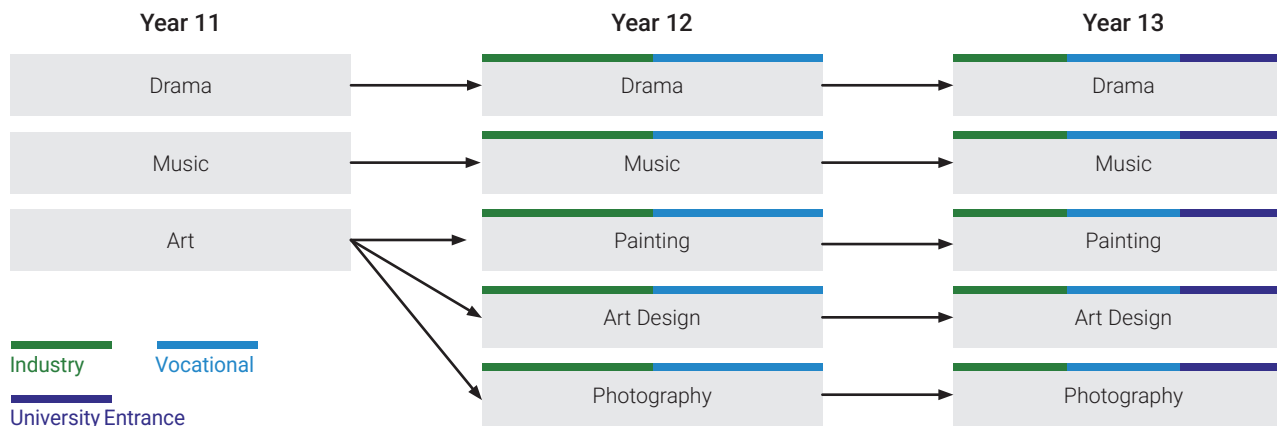 Year 11
Year 12
Year 13
Drama
Drama
Drama
Music
Music
Music
Art
Painting
Painting
Art Design
Art Design
Industry
Vocational
Photography
Photography
University Entrance